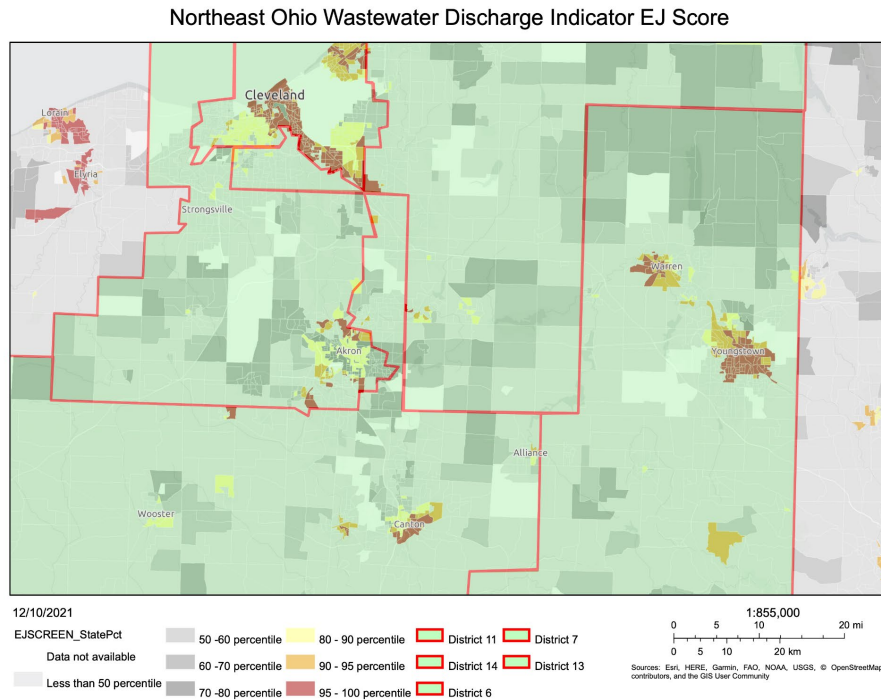 Northeast Ohio Wastewater Discharge Indicator EJ Score
Cleveland
Lorain
Elyria
Strongsville
Warren
Akron
Youngstown
Alliance
Wooster
Canton
12/10/2021
EJSCREEN_StatePct
Data not available
Less than 50 percentile
50 -60 percentile
60 -70 percentile
70 -80 percentile
80 - 90 percentile
90 - 95 percentile
95 - 100 percentile
District 11
District 14
District 6
District 7
District 13
1:855,000
0 5 10 20 mi
0 5 10 20 km
Sources: Esri, HERE, Garmin, FAO, NOAA, USGS, © OpenStreetMap
contributors, and the GIS User Community